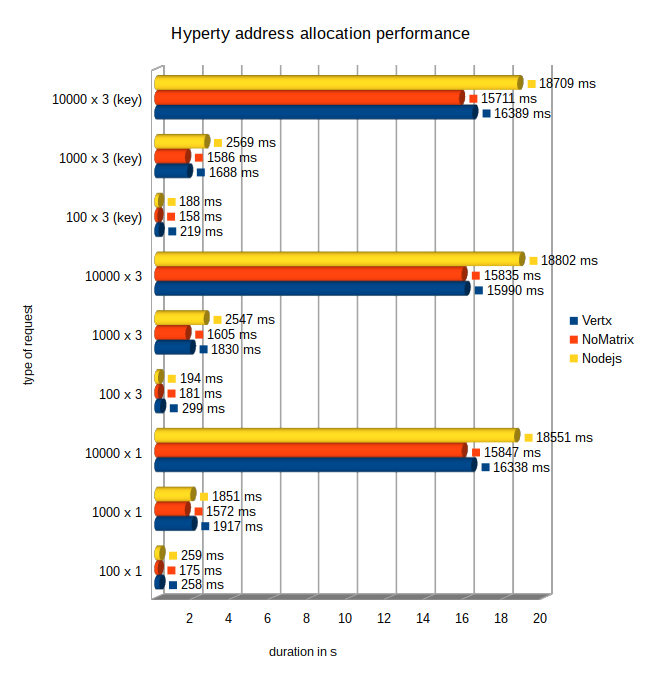 Hyperty address allocation performance
18709 ms
10000 x 3 (key)
15711 ms
16389 ms
2569 ms
1000 x 3 (key)
1586 ms
1688 ms
188 ms
100 x 3 (key)
158 ms
219 ms
18802 ms
10000 x 3
15835 ms
15990 ms
2547 ms
1000 x 3
1605 ms
1830 ms
194 ms
100 x 3
181 ms
299 ms
18551 ms
10000 x 1
15847 ms
16338 ms
1851 ms
1000 x 1
1572 ms
1917 ms
259 ms
100 x 1
175 ms
258 ms
type of request
2 4 6 8 10 12 14 16 18 20
duration in s
Vertx
NoMatrix
Nodejs